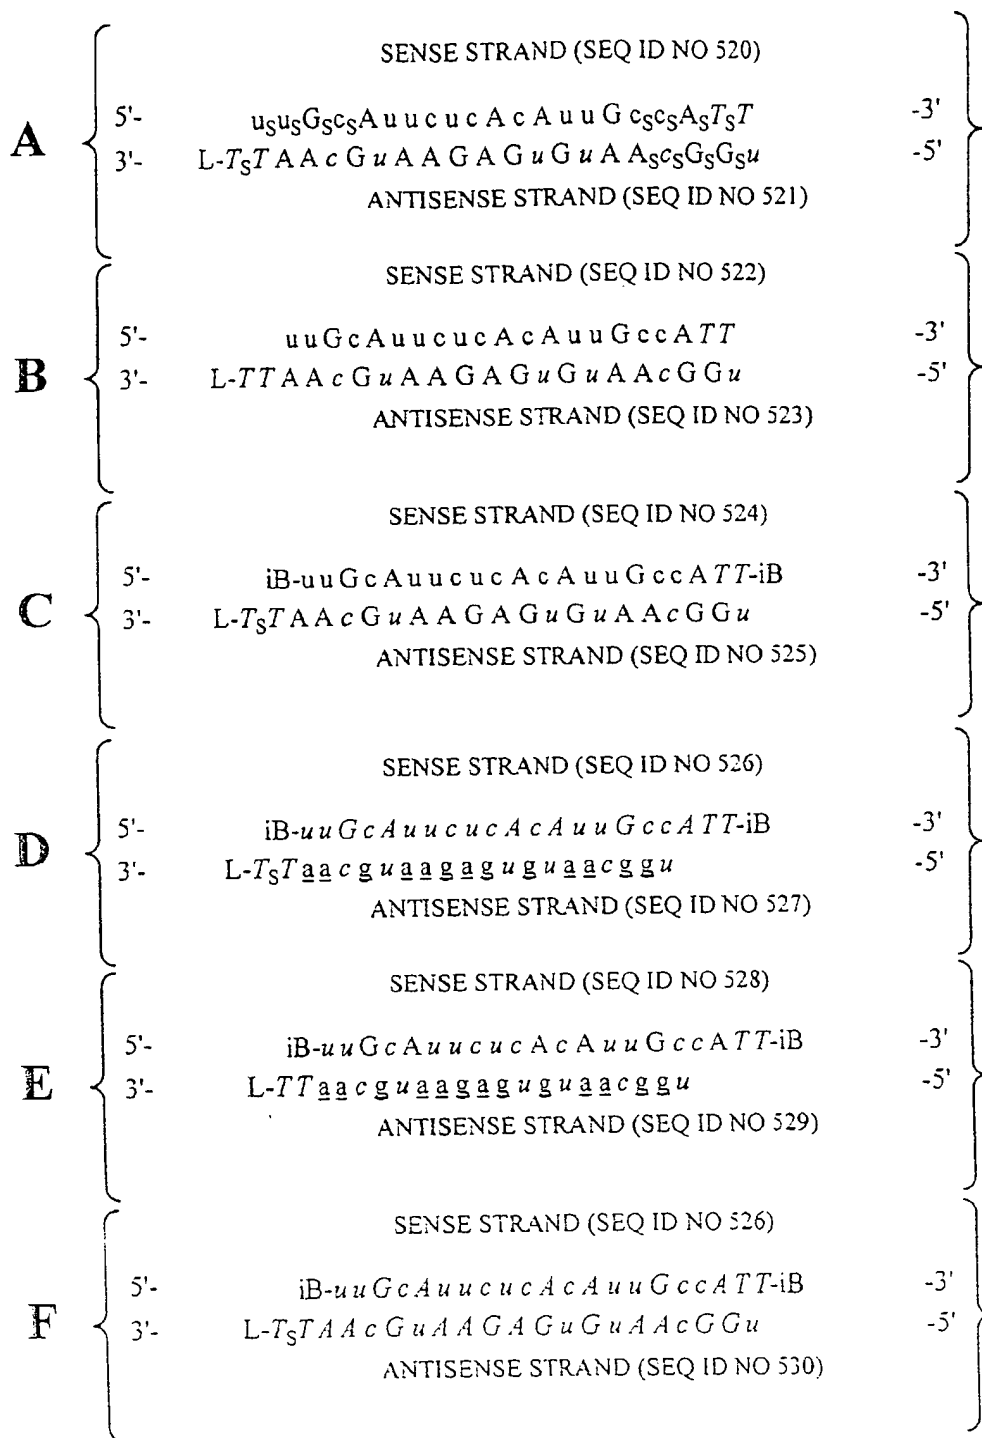 SENSE STRAND (SEQ ID NO 520)
A
5'- usususGscsAuucucAcAuuGcscsAsTsT -3'
3'- L-TsTAAcGuAAGAGuGuAAscsGsGsu -5'
ANTISENSE STRAND (SEQ ID NO 521)
SENSE STRAND (SEQ ID NO 522)
B
5'- uuGcAuucucAcAuuGccATT -3'
3'- L-TTAAcGuAAGAGuGuAAcGGu -5'
ANTISENSE STRAND (SEQ ID NO 523)
SENSE STRAND (SEQ ID NO 524)
C
5'- iB-uuGcAuucucAcAuuGccATT-iB -3'
3'- L-TsTAAcGuAAGAGuGuAAcGGu -5'
ANTISENSE STRAND (SEQ ID NO 525)
SENSE STRAND (SEQ ID NO 526)
D
5'- iB-uuGcAuucucAcAuuGccATT-iB -3'
3'- L-TsTaacguaagaguguaacggu -5'
ANTISENSE STRAND (SEQ ID NO 527)
SENSE STRAND (SEQ ID NO 528)
E
5'- iB-uuGcAuucucAcAuuGccATT-iB -3'
3'- L-TTaacguaagaguguaacggu -5'
ANTISENSE STRAND (SEQ ID NO 529)
SENSE STRAND (SEQ ID NO 526)
F
5'- iB-uuGcAuucucAcAuuGccATT-iB -3'
3'- L-TsTAAcGuAAGAGuGuAAcGGu -5'
ANTISENSE STRAND (SEQ ID NO 530)